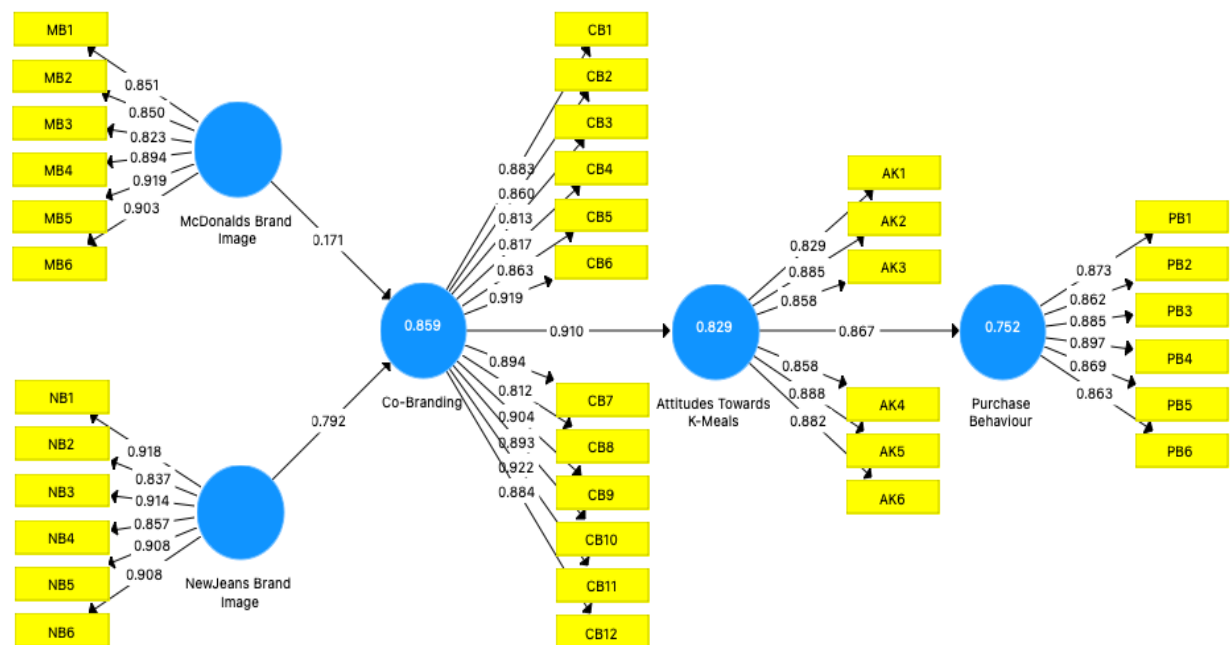 MB1
MB2
MB3
MB4
MB5
MB6
0.851
0.850
0.823
0.894
0.919
0.903
McDonalds Brand
Image
0.171
NB1
NB2
NB3
NB4
NB5
NB6
0.918
0.837
0.914
0.857
0.908
0.908
NewJeans Brand
Image
0.792
0.859
Co-Branding
CB1
CB2
CB3
CB4
CB5
CB6
0.883
0.860
0.813
0.817
0.863
0.919
0.894
0.812
0.904
0.893
0.922
0.884
CB7
CB8
CB9
CB10
CB11
CB12
0.910
0.829
Attitudes Towards
K-Meals
AK1
AK2
AK3
0.829
0.885
0.858
0.858
0.888
0.882
AK4
AK5
AK6
0.867
0.752
Purchase
Behaviour
0.873
0.862
0.885
0.897
0.869
0.863
PB1
PB2
PB3
PB4
PB5
PB6